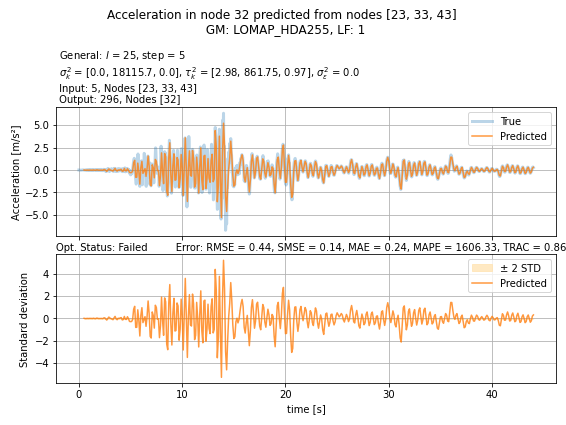 Acceleration in node 32 predicted from nodes [23, 33, 43]
GM: LOMAP_HDA255, LF: 1
General: l = 25, step = 5
σ²ₖ = [0.0, 18115.7, 0.0], τ²ₖ = [2.98, 861.75, 0.97], σ²ε = 0.0
Input: 5, Nodes [23, 33, 43]
Output: 296, Nodes [32]
Acceleration [m/s²]
5.0
2.5
0.0
−2.5
−5.0
True
Predicted
Opt. Status: Failed
Error: RMSE = 0.44, SMSE = 0.14, MAE = 0.24, MAPE = 1606.33, TRAC = 0.86
Standard deviation
4
2
0
−2
−4
± 2 STD
Predicted
0 10 20 30 40
time [s]